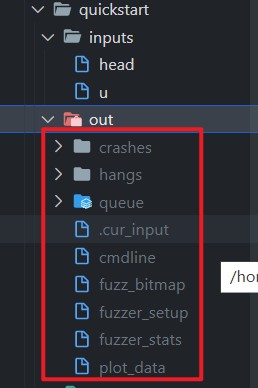 quickstart
inputs
head
u
out
crashes
hangs
queue
.cur_input
cmdline
fuzz_bitmap
/hor
fuzzer_setup
fuzzer_stats
plot_data